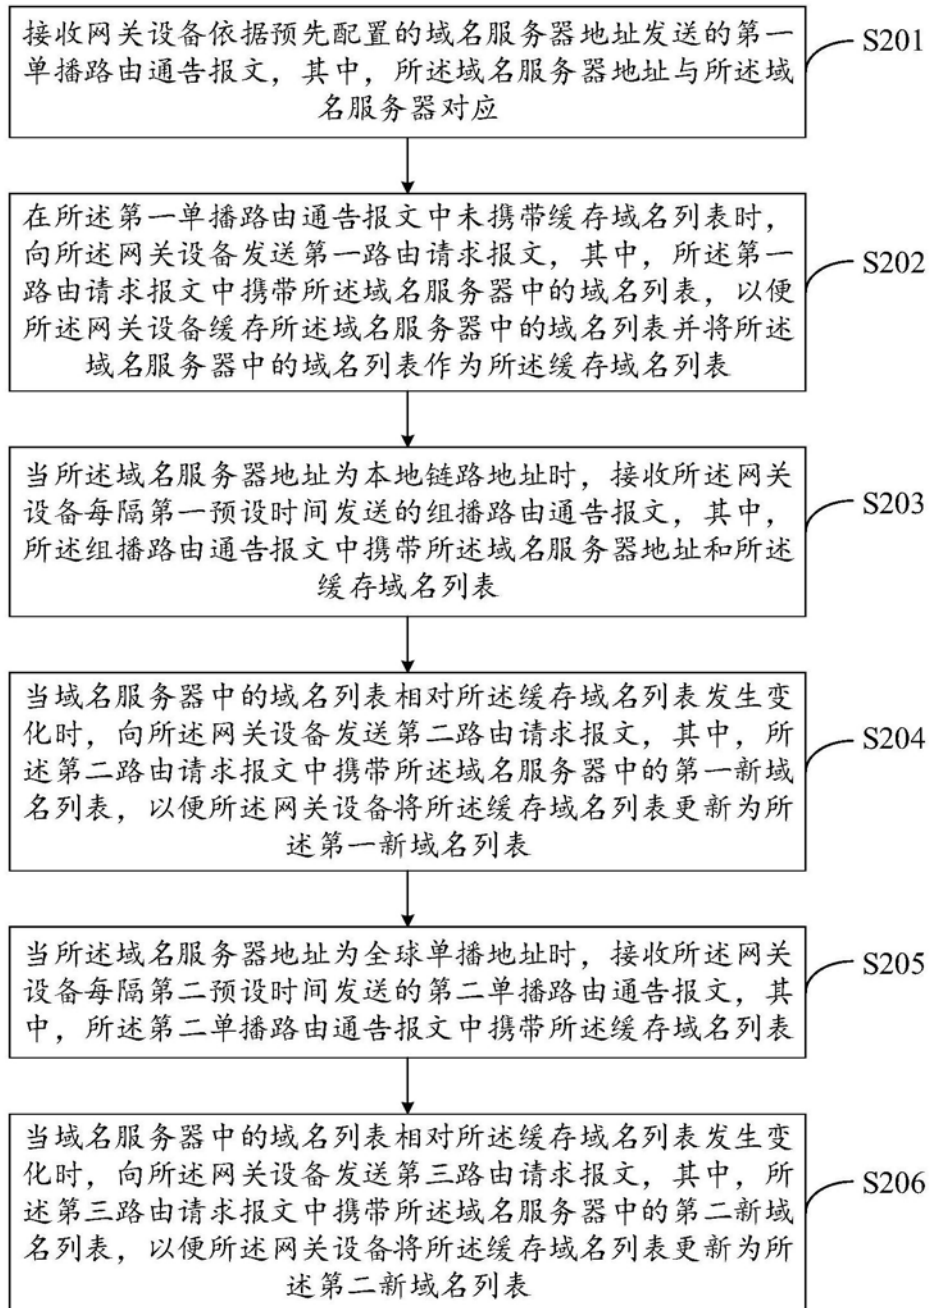 接收网关设备依据预先配置的域名服务器地址发送的第一
单播路由通告报文，其中，所述域名服务器地址与所述域
名服务器对应
S201
在所述第一单播路由通告报文中未携带缓存域名列表时，
向所述网关设备发送第一路由请求报文，其中，所述第一
路由请求报文中携带所述域名服务器中的域名列表，以便
所述网关设备缓存所述域名服务器中的域名列表并将所述
域名服务器中的域名列表作为所述缓存域名列表
S202
当所述域名服务器地址为本地链路地址时，接收所述网关
设备每隔第一预设时间发送的组播路由通告报文，其中，
所述组播路由通告报文中携带所述域名服务器地址和所述
缓存域名列表
S203
当域名服务器中的域名列表相对所述缓存域名列表发生变
化时，向所述网关设备发送第二路由请求报文，其中，所
述第二路由请求报文中携带所述域名服务器中的第一新域
名列表，以便所述网关设备将所述缓存域名列表更新为所
述第一新域名列表
S204
当所述域名服务器地址为全球单播地址时，接收所述网关
设备每隔第二预设时间发送的第二单播路由通告报文，其
中，所述第二单播路由通告报文中携带所述缓存域名列表
S205
当域名服务器中的域名列表相对所述缓存域名列表发生变
化时，向所述网关设备发送第三路由请求报文，其中，所
述第三路由请求报文中携带所述域名服务器中的第二新域
名列表，以便所述网关设备将所述缓存域名列表更新为所
述第二新域名列表
S206